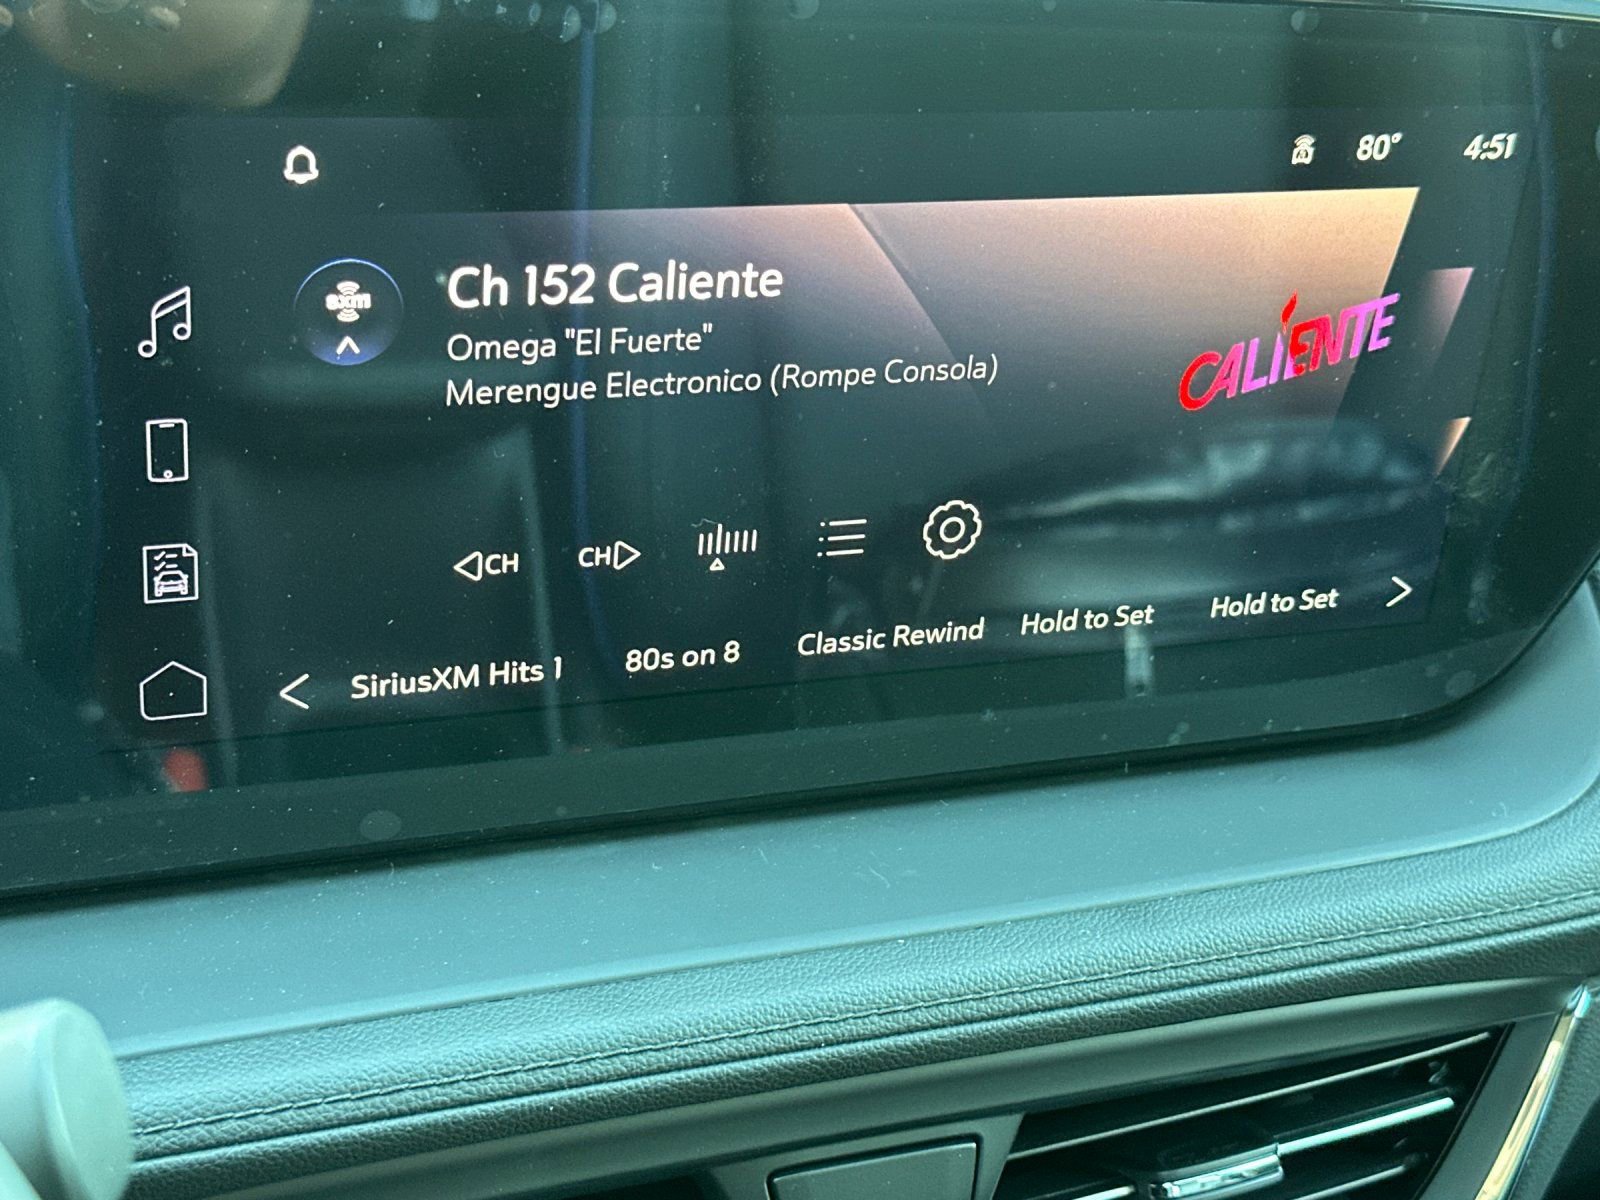 80° 4:51
sxm
Ch 152 Caliente
Omega "El Fuerte"
Merengue Electronico (Rompe Consola)
CALIENTE
CH CH
SiriusXM Hits 1 80s on 8 Classic Rewind Hold to Set Hold to Set